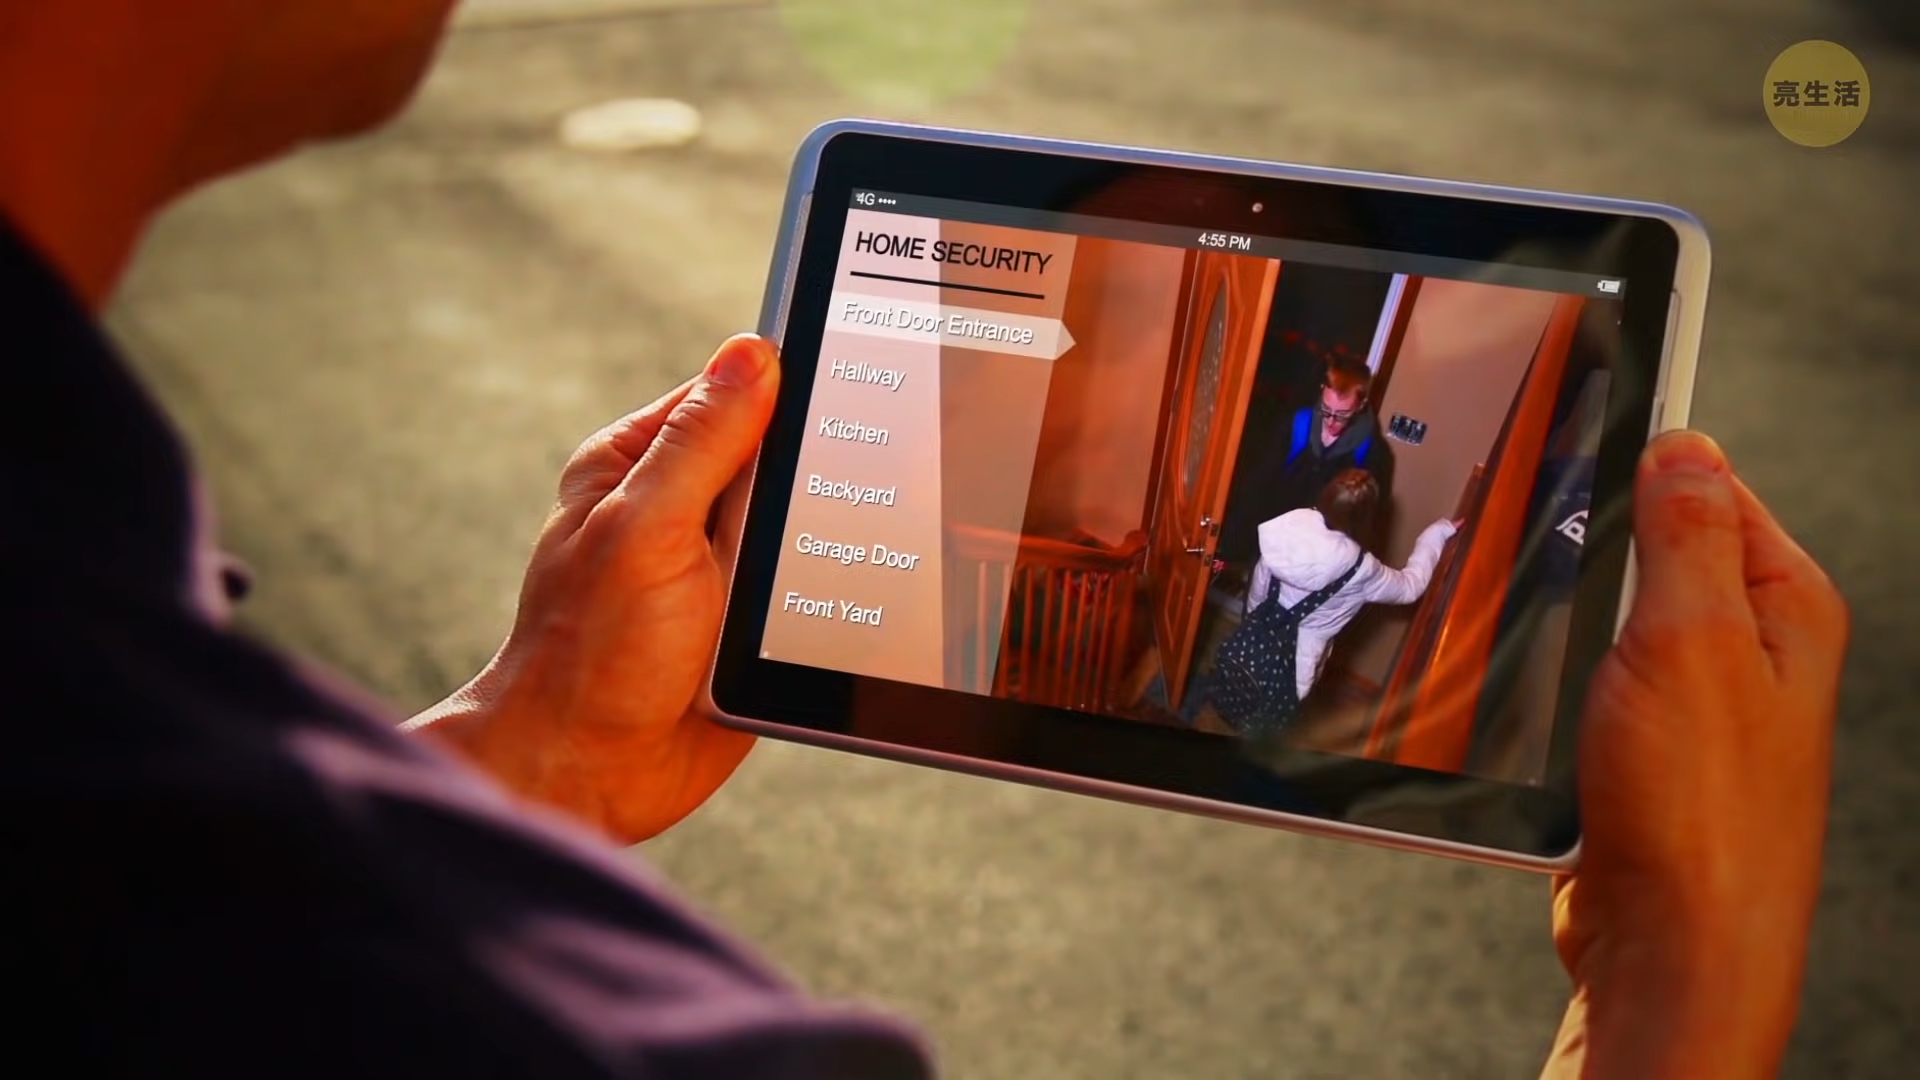 亮生活
4G
4:55 PM
HOME SECURITY
Front Door Entrance
Hallway
Kitchen
Backyard
Garage Door
Front Yard